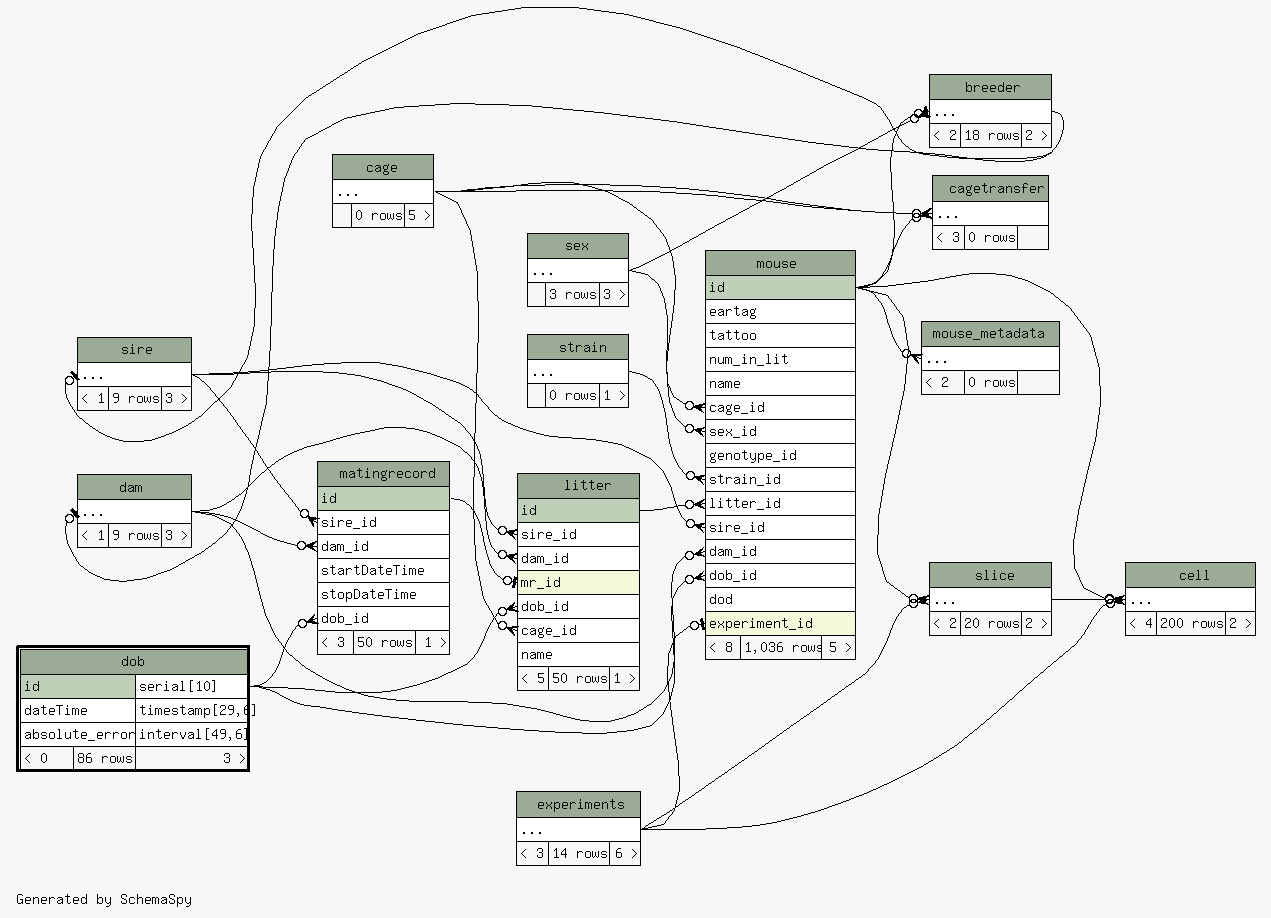 breeder
...
< 2 18 rows 2 >
cage
...
0 rows 5 >
cagetransfer
...
< 3 0 rows
sex
...
3 rows 3 >
mouse
id
eartag
tattoo
num_in_lit
name
cage_id
sex_id
genotype_id
strain_id
litter_id
sire_id
dam_id
dob_id
dod
experiment_id
< 8 1,036 rows 5 >
mouse_metadata
...
< 2 0 rows
strain
...
0 rows 1 >
sire
...
< 1 9 rows 3 >
dam
...
< 1 9 rows 3 >
matingrecord
id
sire_id
dam_id
startDateTime
stopDateTime
dob_id
< 3 50 rows 1 >
litter
id
sire_id
dam_id
mr_id
dob_id
cage_id
name
< 5 50 rows 1 >
slice
...
< 2 20 rows 2 >
cell
...
< 4 200 rows 2 >
dob
id serial[10]
dateTime timestamp[29,6]
absolute_error interval[49,6]
< 0 86 rows 3 >
experiments
...
< 3 14 rows 6 >
Generated by SchemaSpy